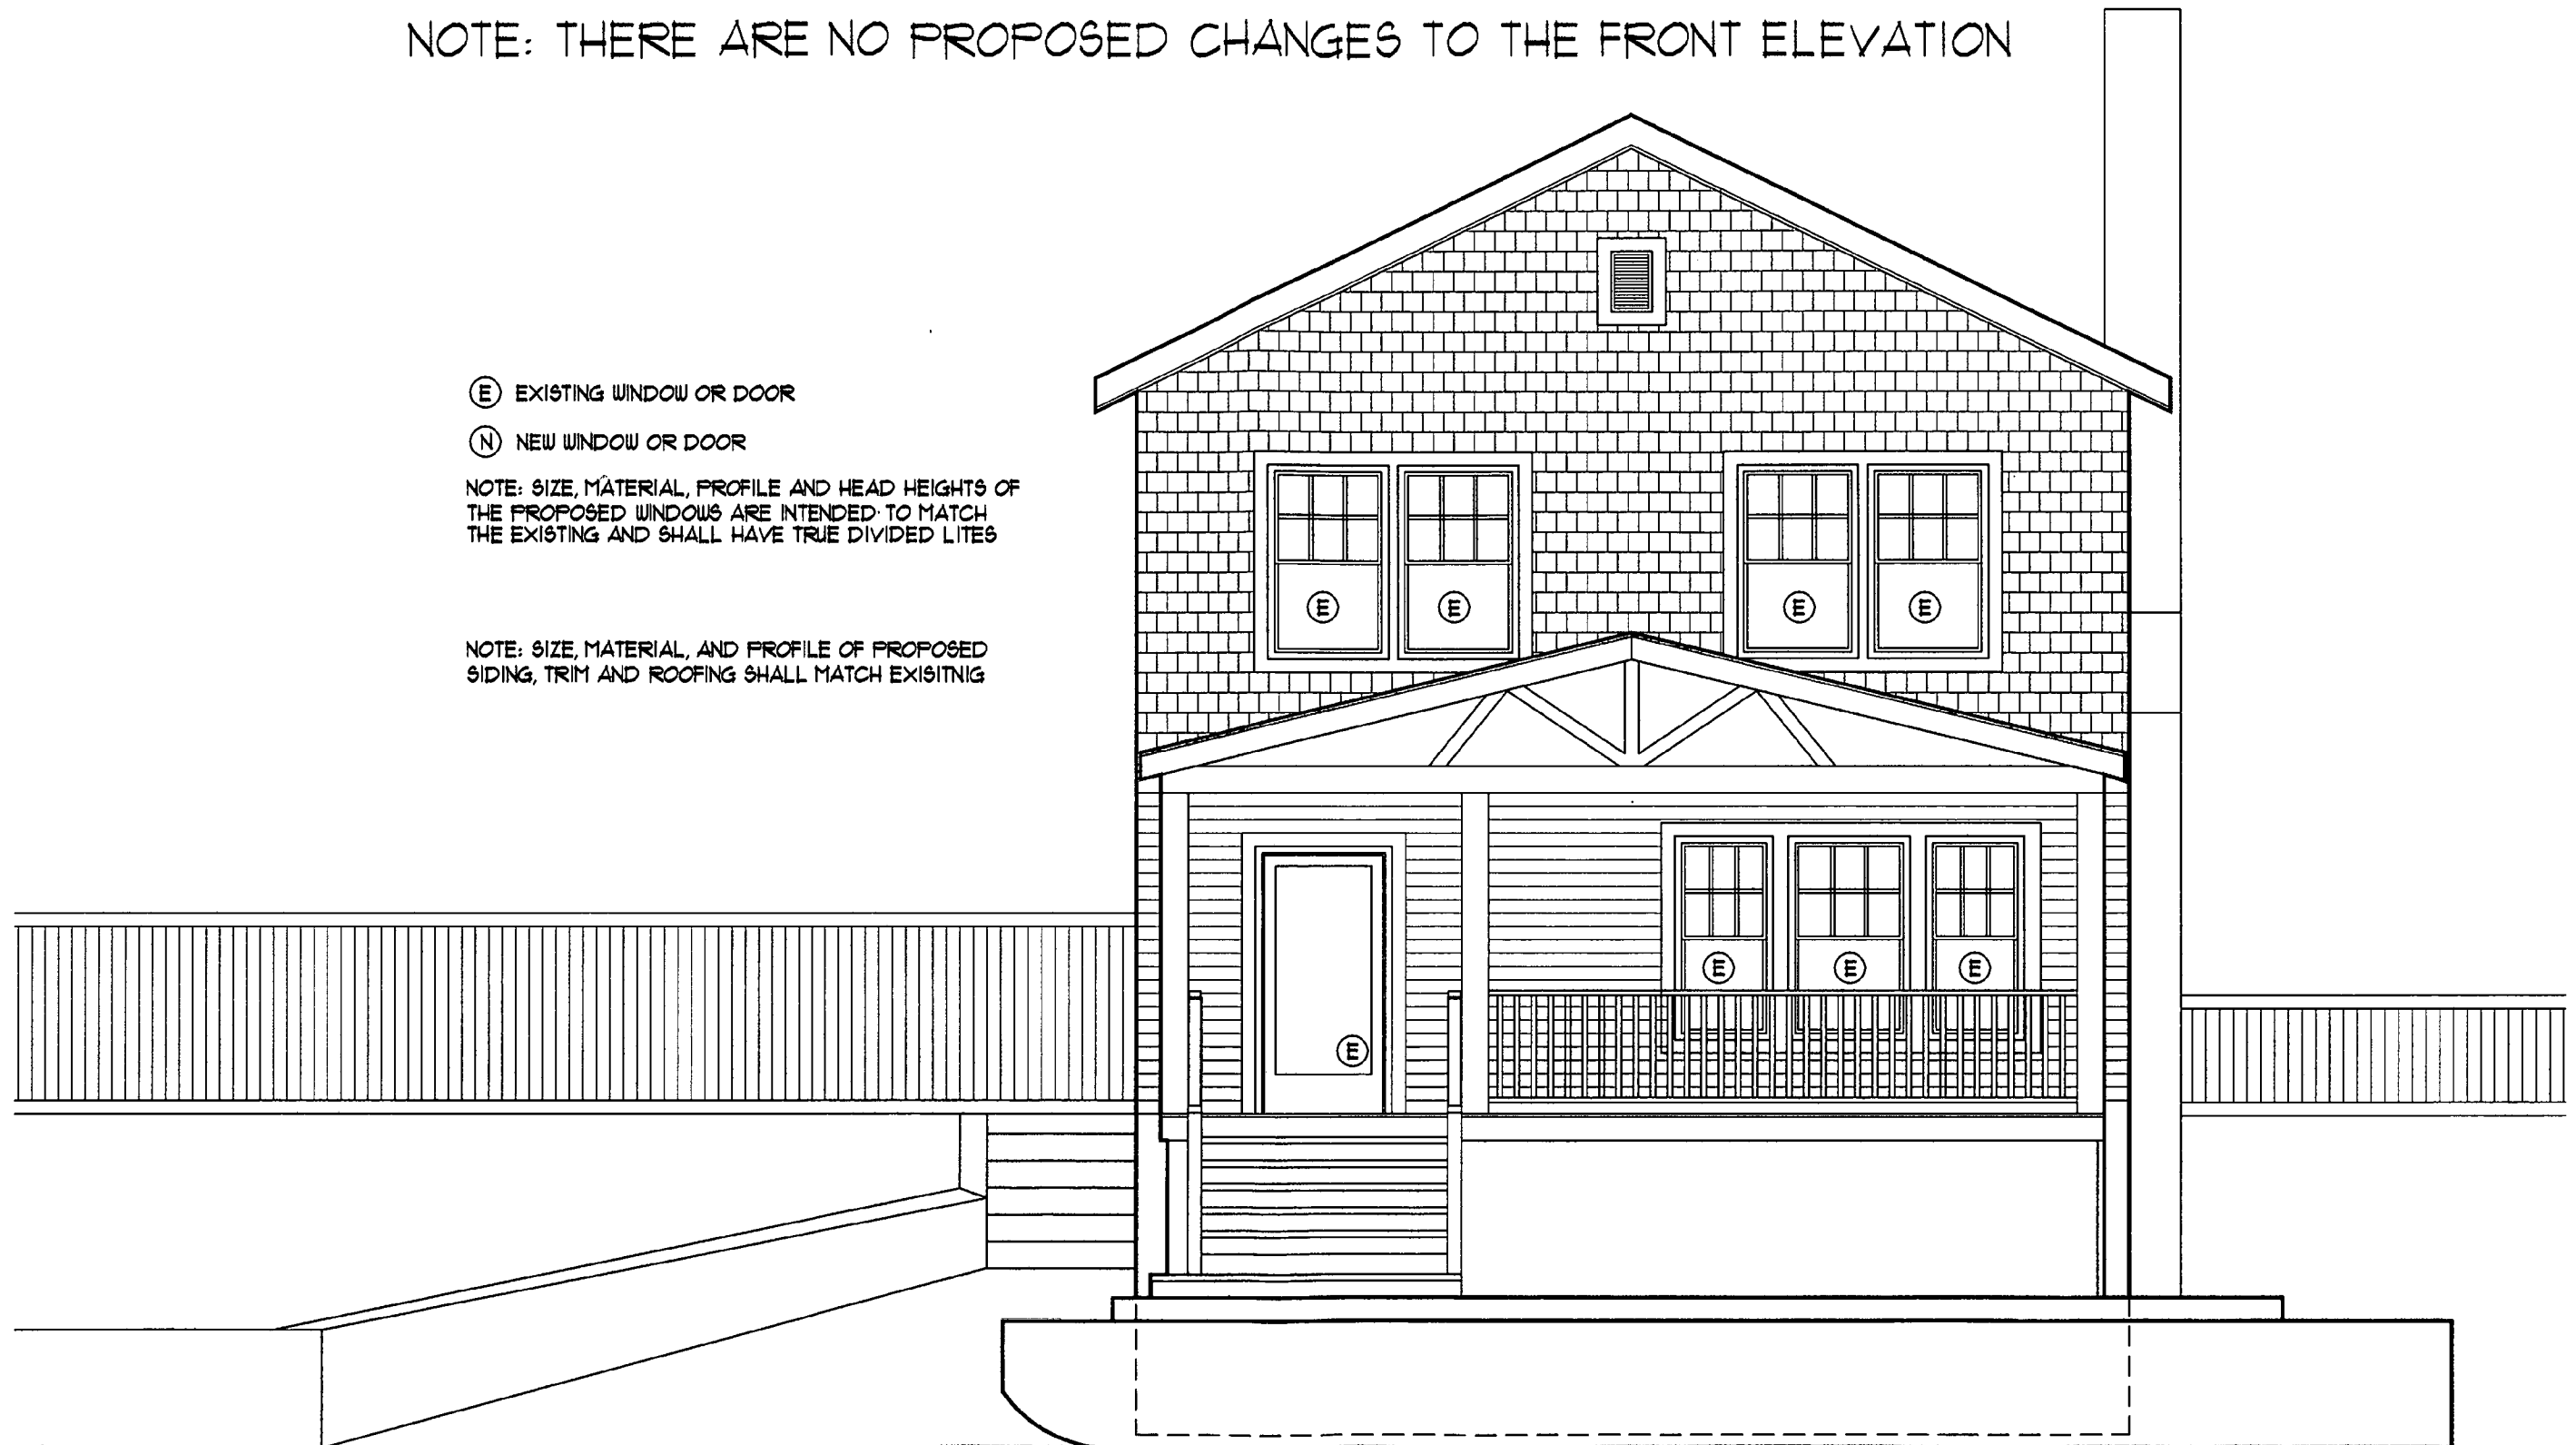 NOTE: THERE ARE NO PROPOSED CHANGES TO THE FRONT ELEVATION
E EXISTING WINDOW OR DOOR
N NEW WINDOW OR DOOR
NOTE: SIZE, MATERIAL, PROFILE AND HEAD HEIGHTS OF
THE PROPOSED WINDOWS ARE INTENDED TO MATCH
THE EXISTING AND SHALL HAVE TRUE DIVIDED LITES
NOTE: SIZE, MATERIAL, AND PROFILE OF PROPOSED
SIDING, TRIM AND ROOFING SHALL MATCH EXISITNIG
E E E E
E E E
E